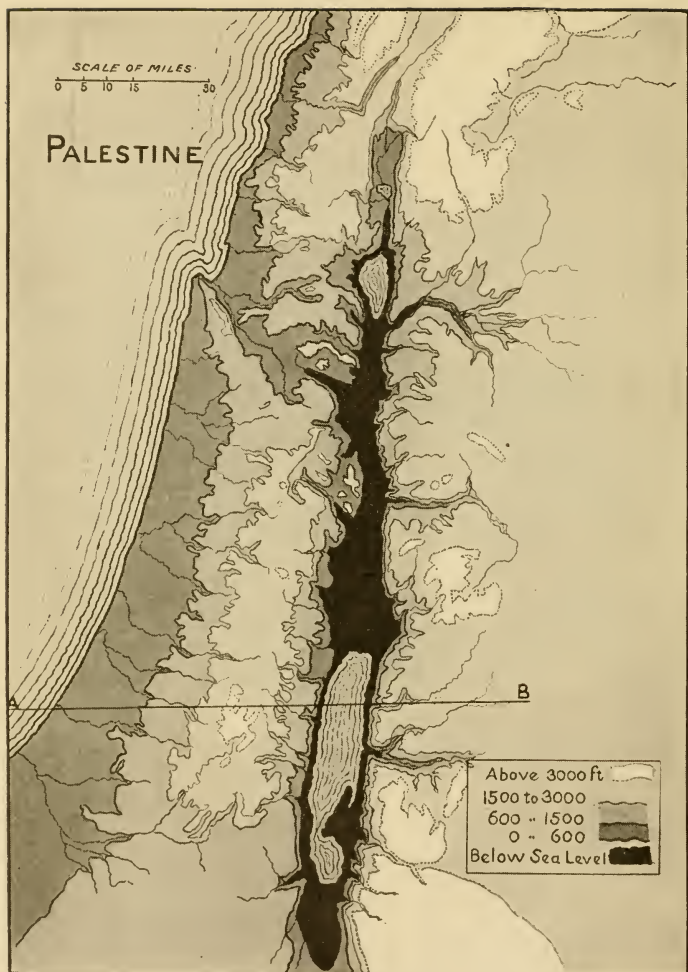 SCALE OF MILES
0 5 10 15 30
PALESTINE
A
B
Above 3000 ft
1500 to 3000
600 " 1500
0 " 600
Below Sea Level